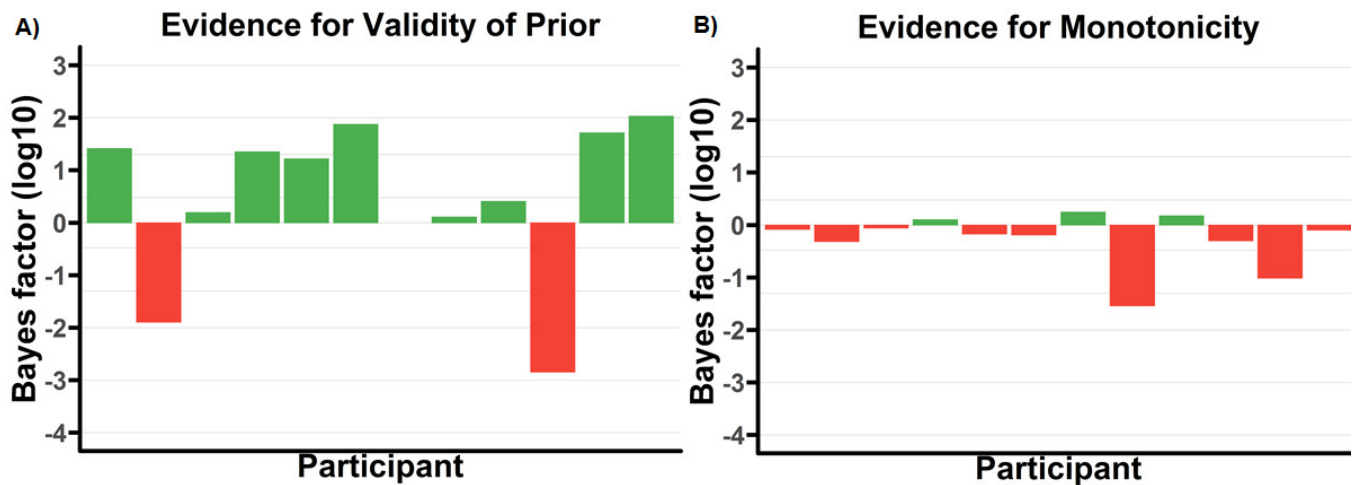 A)
Evidence for Validity of Prior
Bayes factor (log10)
3
2
1
0
-1
-2
-3
-4
Participant
B)
Evidence for Monotonicity
Bayes factor (log10)
3
2
1
0
-1
-2
-3
-4
Participant